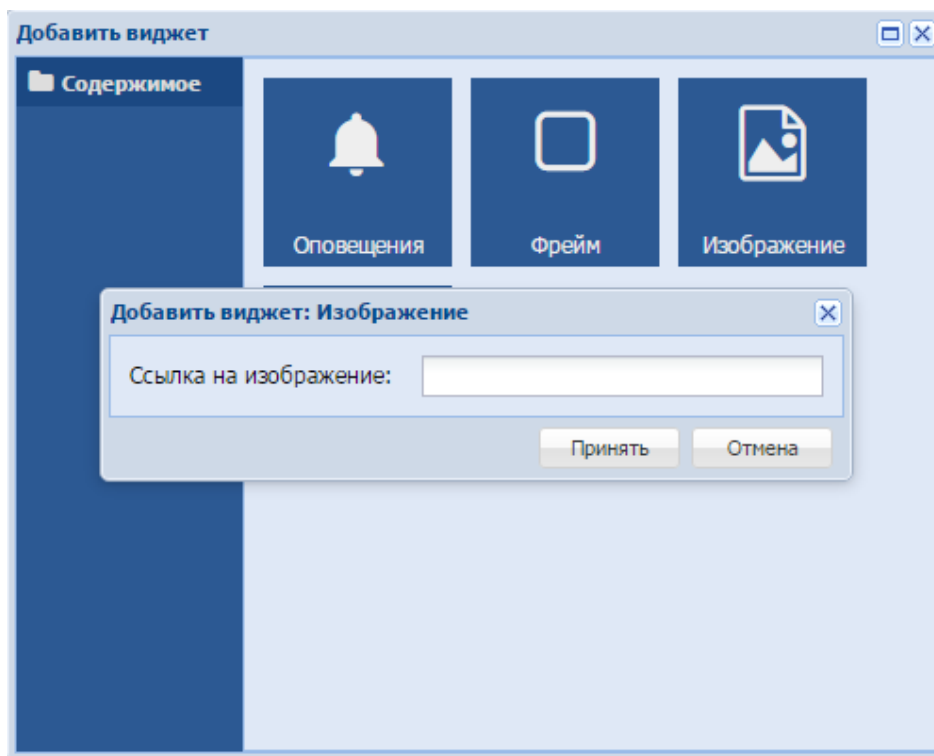 Добавить виджет
Содержимое
Оповещения
Фрейм
Изображение
Добавить виджет: Изображение
Ссылка на изображение:
Принять
Отмена